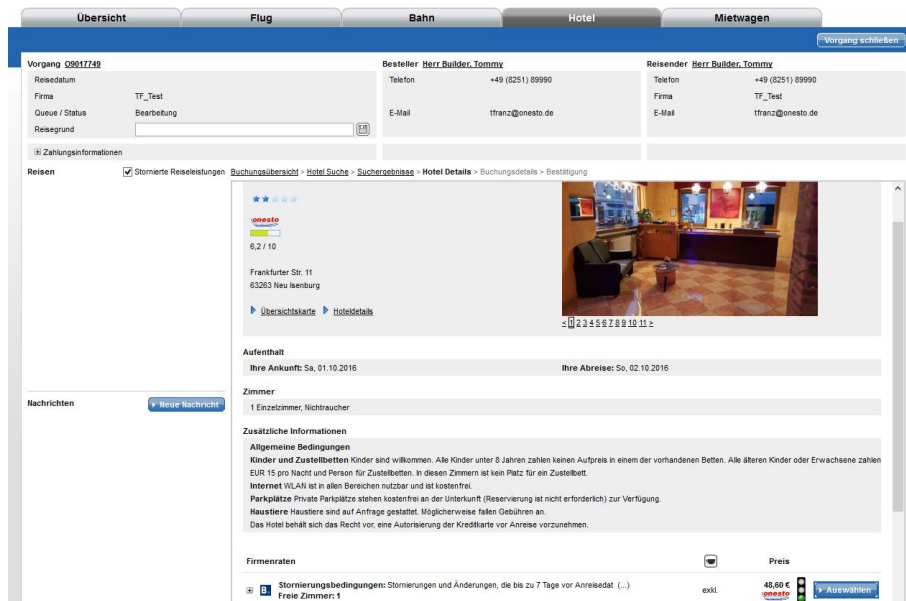 Übersicht Flug Bahn Hotel Mietwagen
Vorgang schließen
Vorgang O9017749 Besteller Herr Builder, Tommy Reisender Herr Builder, Tommy
Reisedatum Telefon +49 (8251) 89990 Telefon +49 (8251) 89990
Firma TF_Test Firma TF_Test
Queue / Status Bearbeitung E-Mail tfranz@onesto.de E-Mail tfranz@onesto.de
Reisegrund
Zahlungsinformationen
Reisen Stornierte Reiseleistungen Buchungsübersicht > Hotel Suche > Suchergebnisse > Hotel Details > Buchungsdetails > Bestätigung
onesto
6,2 / 10
Frankfurter Str. 11
63263 Neu Isenburg
Übersichtskarte Hoteldetails
< 1 2 3 4 5 6 7 8 9 10 11 >
Aufenthalt
Ihre Ankunft: Sa, 01.10.2016 Ihre Abreise: So, 02.10.2016
Zimmer
Nachrichten Neue Nachricht
1 Einzelzimmer, Nichtraucher
Zusätzliche Informationen
Allgemeine Bedingungen
Kinder und Zustellbetten Kinder sind willkommen. Alle Kinder unter 8 Jahren zahlen keinen Aufpreis in einem der vorhandenen Betten. Alle älteren Kinder oder Erwachsene zahlen
EUR 15 pro Nacht und Person für Zustellbetten. In diesen Zimmern ist kein Platz für ein Zustellbett.
Internet WLAN ist in allen Bereichen nutzbar und ist kostenfrei.
Parkplätze Private Parkplätze stehen kostenfrei an der Unterkunft (Reservierung ist nicht erforderlich) zur Verfügung.
Haustiere Haustiere sind auf Anfrage gestattet. Möglicherweise fallen Gebühren an.
Das Hotel behält sich das Recht vor, eine Autorisierung der Kreditkarte vor Anreise vorzunehmen.
Firmenraten Preis
B. Stornierungsbedingungen: Stornierungen und Änderungen, die bis zu 7 Tage vor Anreisedat (...) exkl. 48,60 € Auswählen
Freie Zimmer: 1 onesto